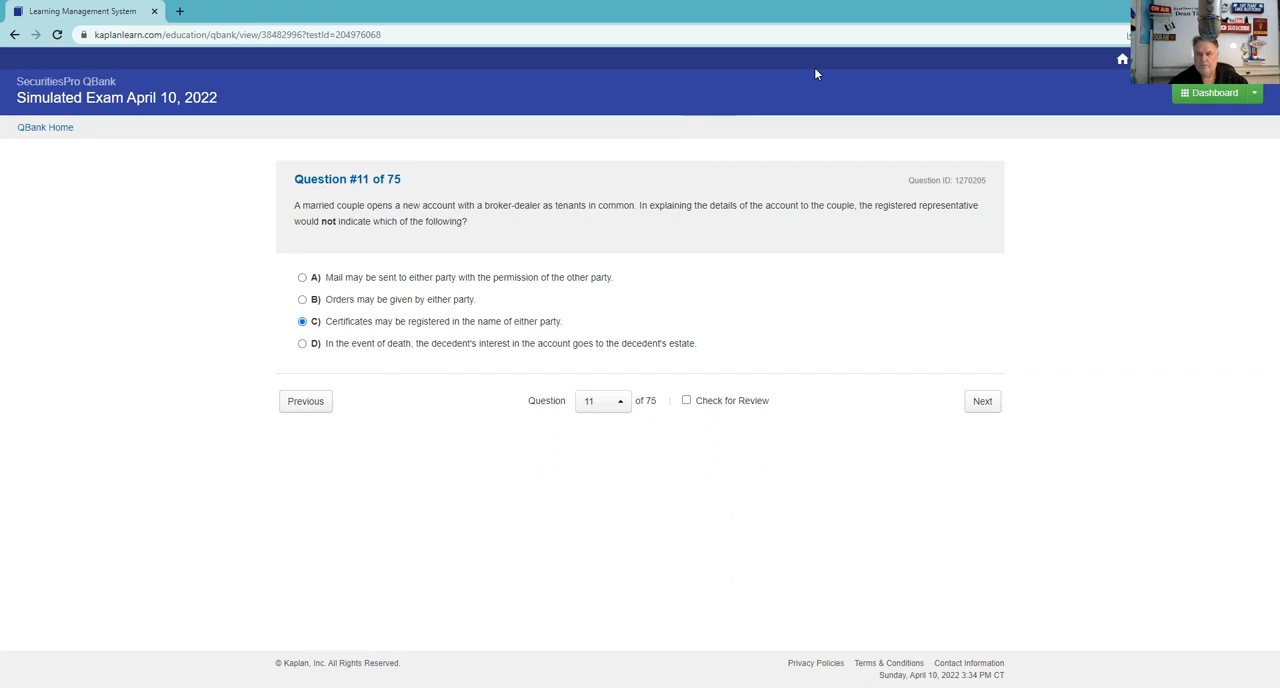 Learning Management System
kaplanlearn.com/education/qbank/view/38482996?testId=204976068
ON AIR
SUBSCRIBE
SecuritiesPro QBank
Simulated Exam April 10, 2022
Dashboard
QBank Home
Question #11 of 75
Question ID: 1270205
A married couple opens a new account with a broker-dealer as tenants in common. In explaining the details of the account to the couple, the registered representative
would not indicate which of the following?
A) Mail may be sent to either party with the permission of the other party.
B) Orders may be given by either party.
C) Certificates may be registered in the name of either party.
D) In the event of death, the decedent's interest in the account goes to the decedent's estate.
Previous
Question 11 of 75 | Check for Review
Next
© Kaplan, Inc. All Rights Reserved.
Privacy Policies Terms & Conditions Contact Information
Sunday, April 10, 2022 3:34 PM CT